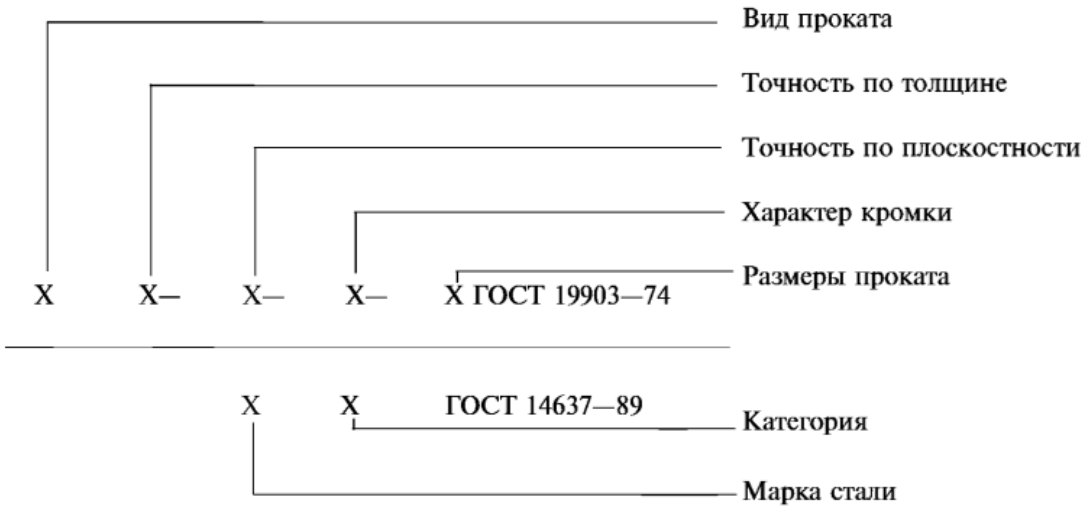 Вид проката
Точность по толщине
Точность по плоскостности
Характер кромки
Размеры проката
Х Х— Х— Х— Х ГОСТ 19903—74
Х Х ГОСТ 14637—89
Категория
Марка стали